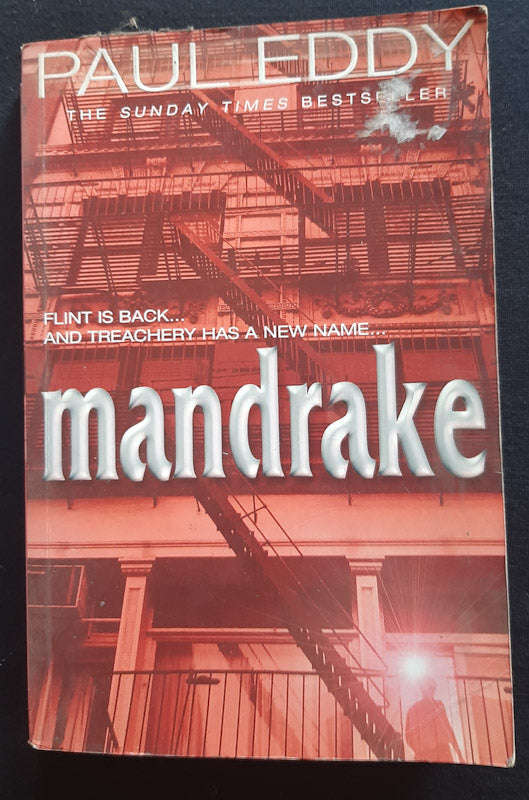 PAUL EDDY
THE SUNDAY TIMES BESTSELLER
FLINT IS BACK...
AND TREACHERY HAS A NEW NAME...
mandrake